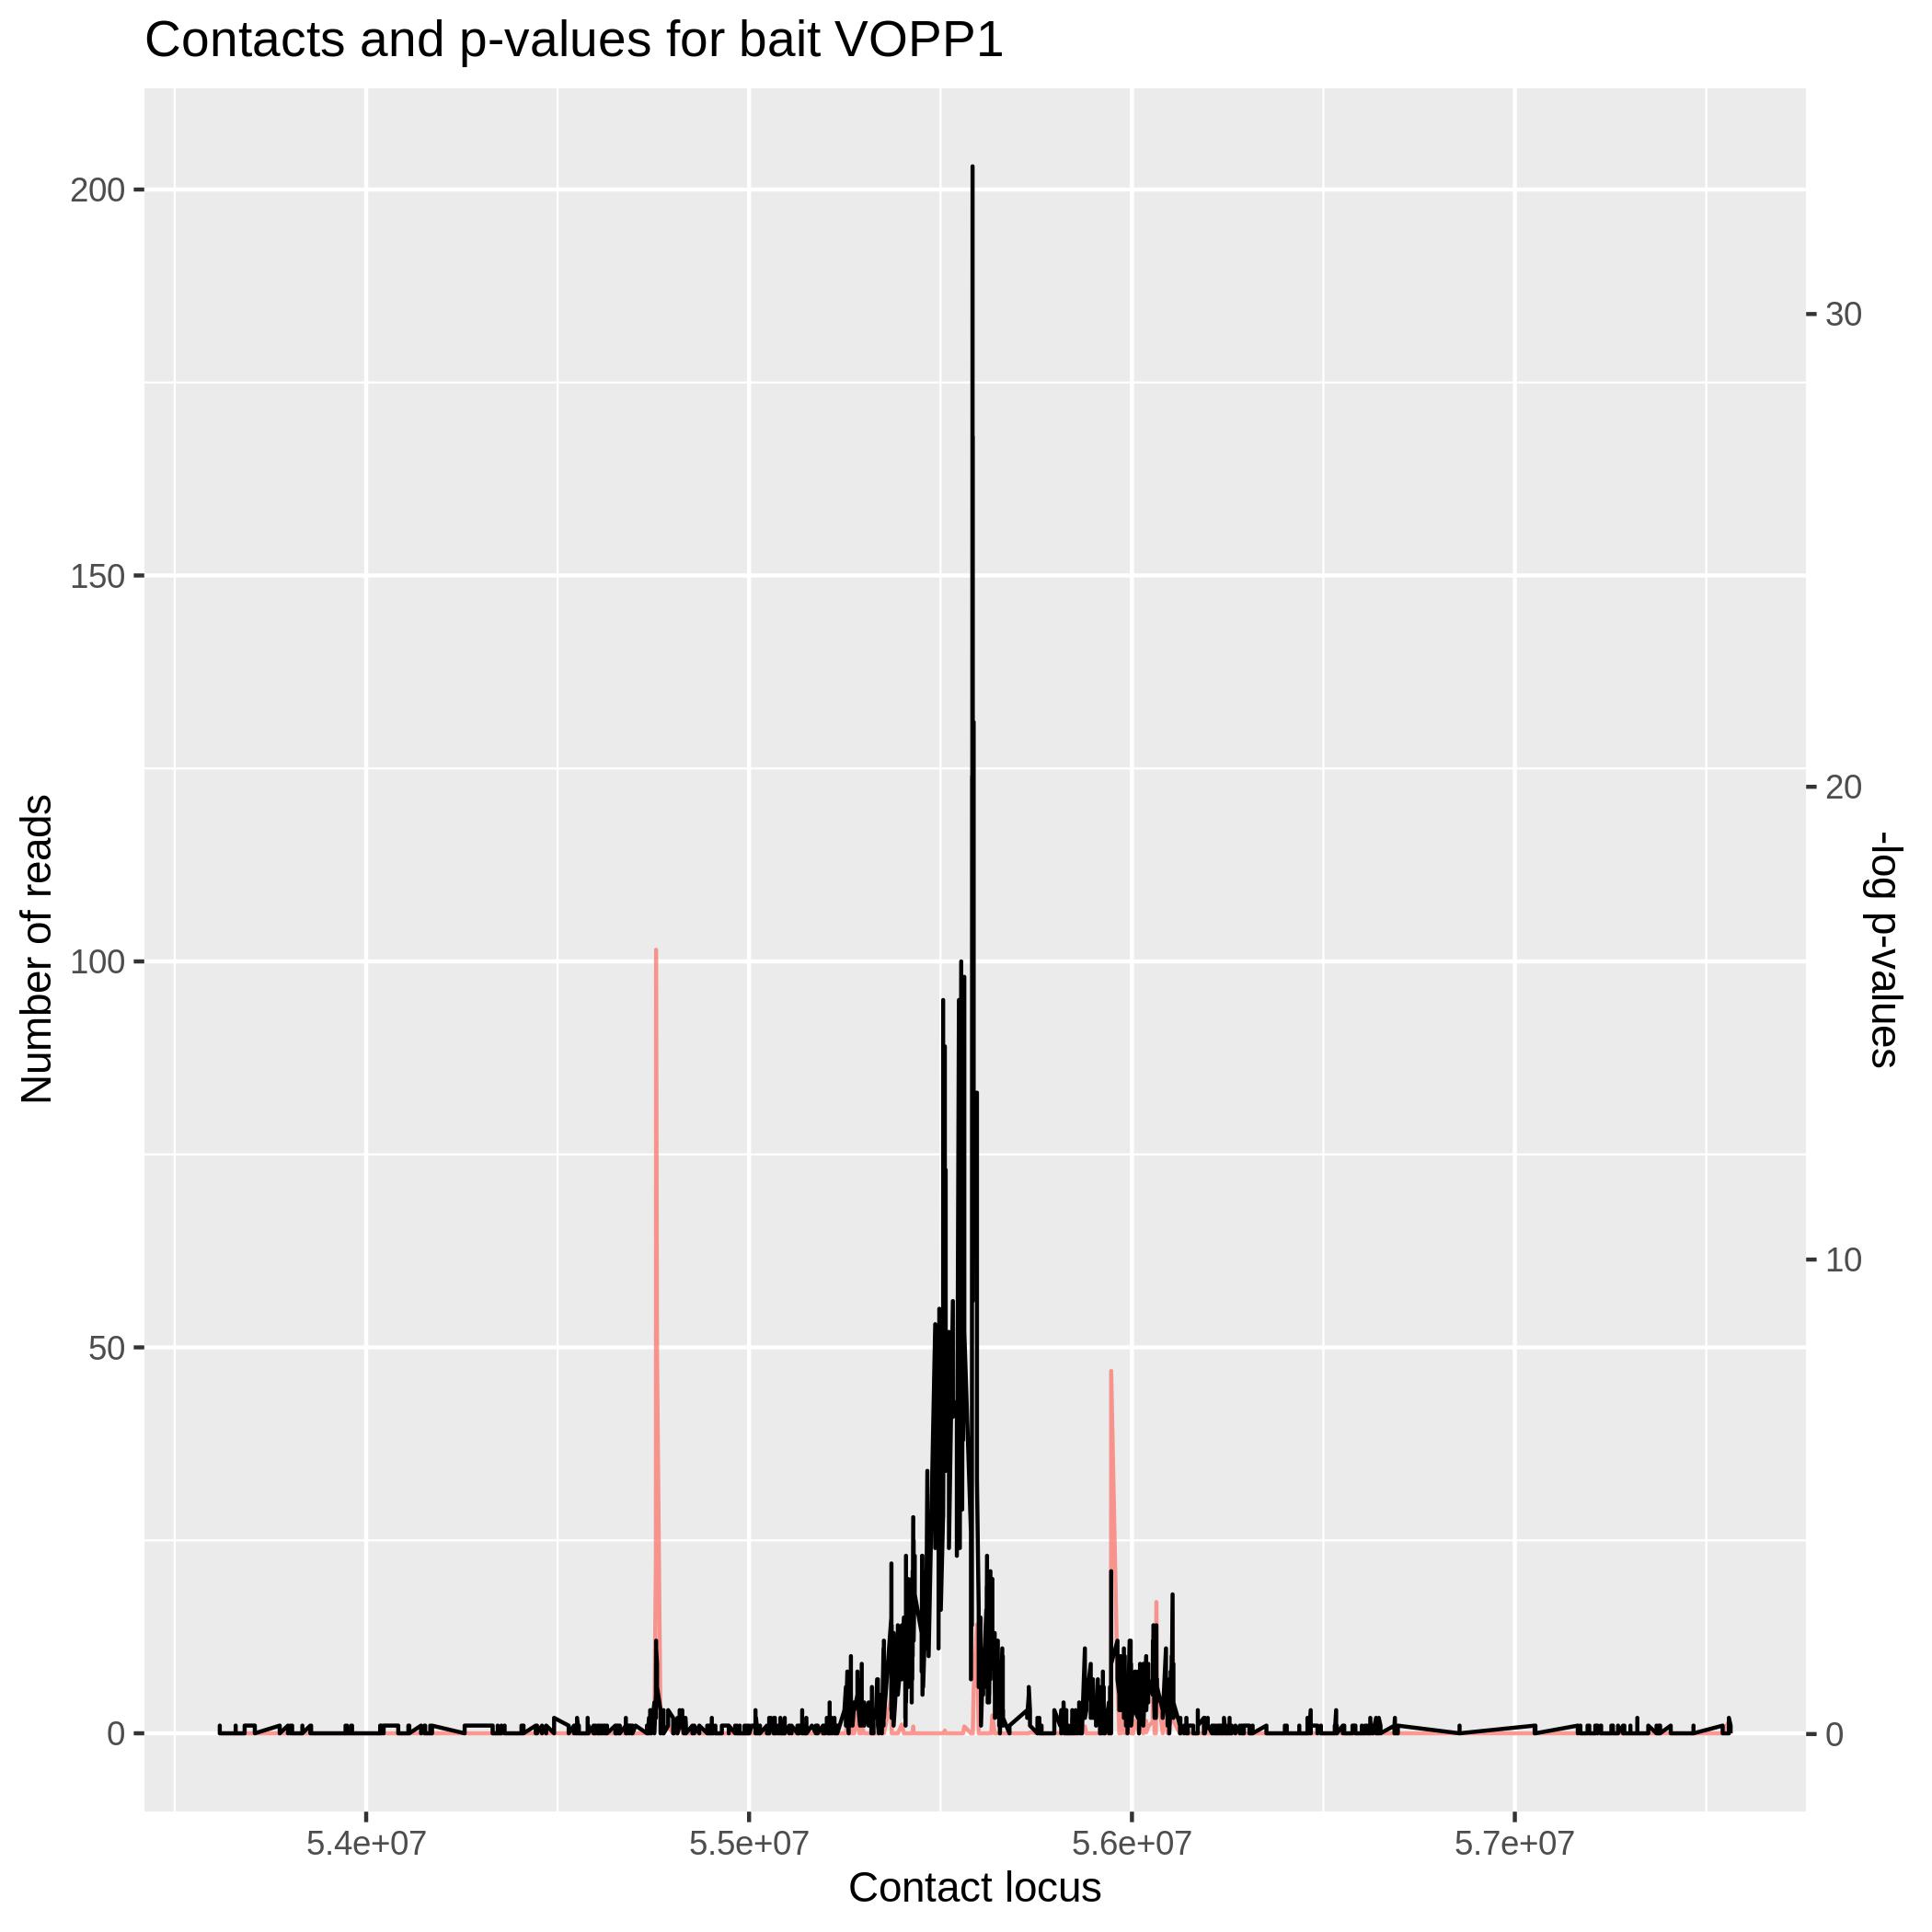 Contacts and p-values for bait VOPP1
200
150
100
50
0
Number of reads
30
20
10
0
-log p-values
5.4e+07
5.5e+07
5.6e+07
5.7e+07
Contact locus